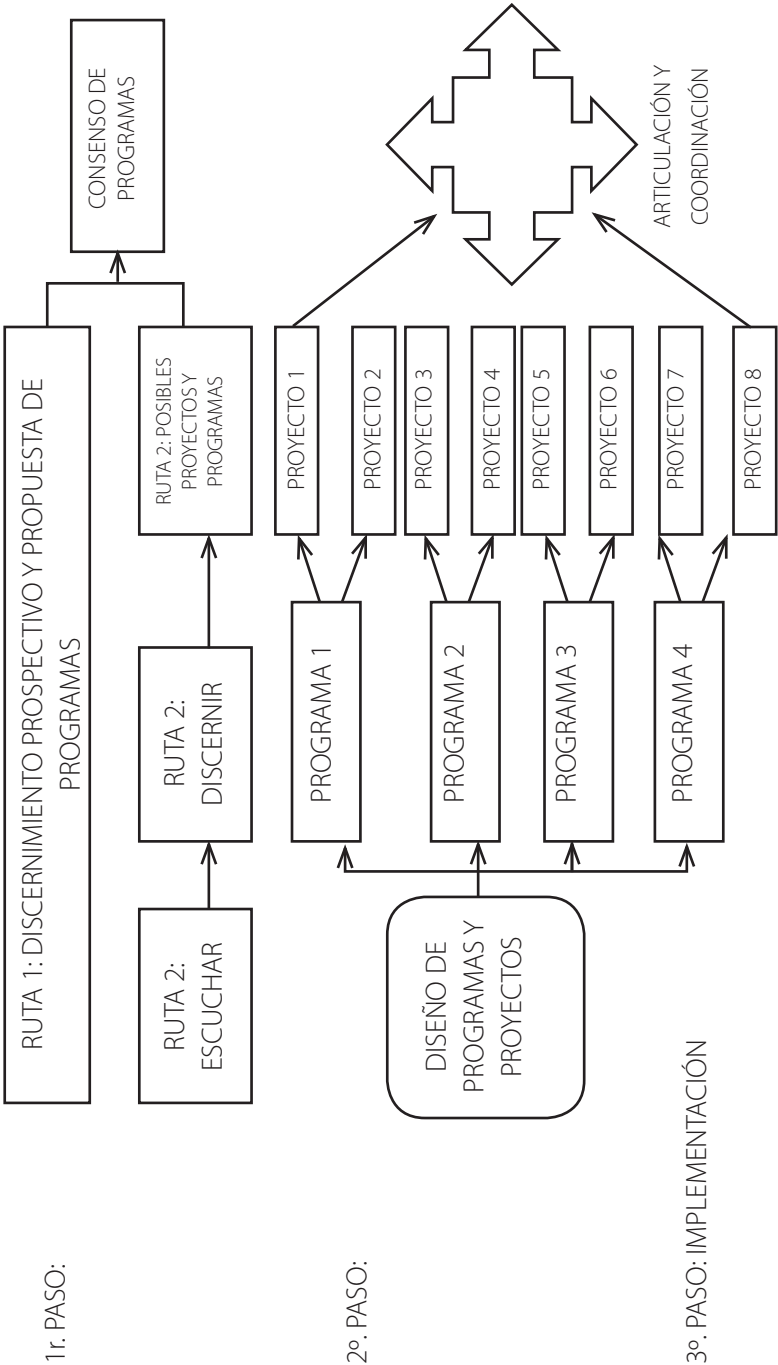 1r. PASO:
RUTA 1: DISCERNIMIENTO PROSPECTIVO Y PROPUESTA DE
PROGRAMAS
RUTA 2:
ESCUCHAR
RUTA 2:
DISCERNIR
RUTA 2: POSIBLES
PROYECTOS Y
PROGRAMAS
CONSENSO DE
PROGRAMAS
2º. PASO:
DISEÑO DE
PROGRAMAS Y
PROYECTOS
PROGRAMA 1
PROGRAMA 2
PROGRAMA 3
PROGRAMA 4
PROYECTO 1
PROYECTO 2
PROYECTO 3
PROYECTO 4
PROYECTO 5
PROYECTO 6
PROYECTO 7
PROYECTO 8
ARTICULACIÓN Y
COORDINACIÓN
3º. PASO: IMPLEMENTACIÓN